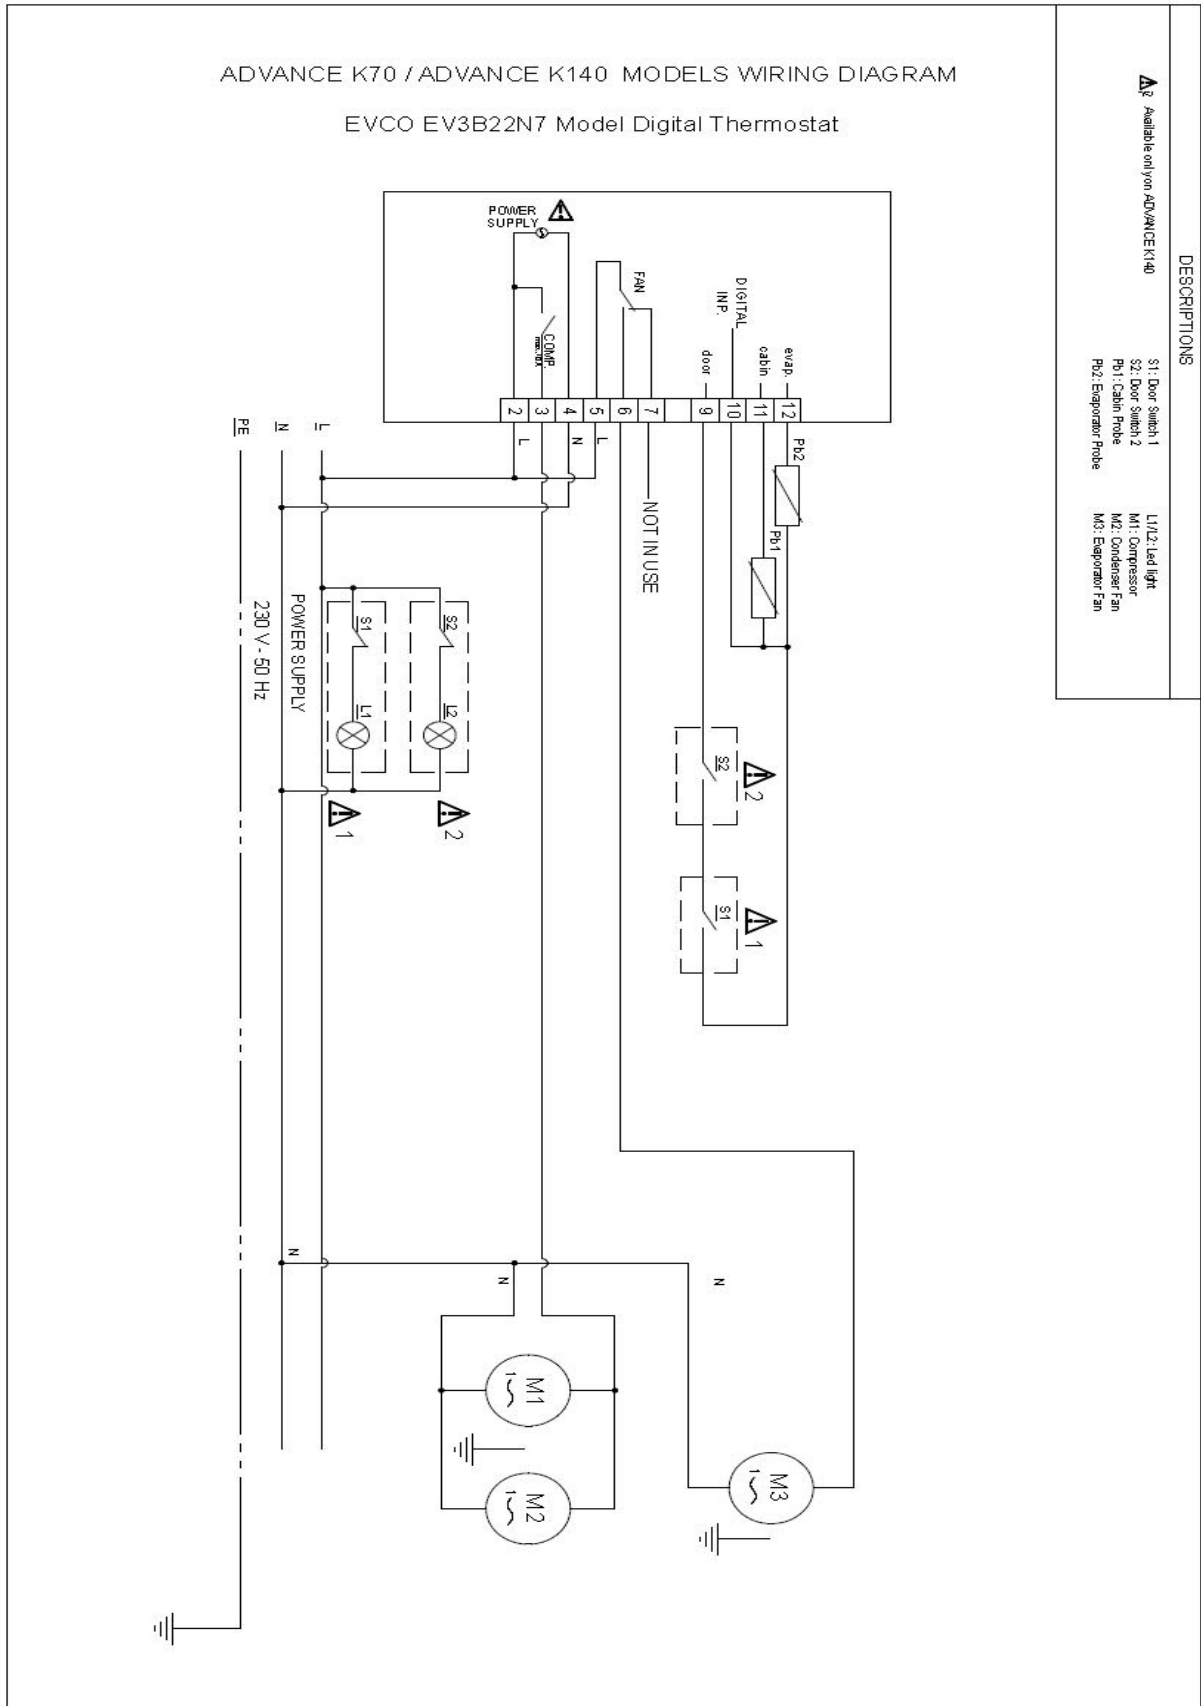 ADVANCE K70 / ADVANCE K140 MODELS WIRING DIAGRAM
EVCO EV3B22N7 Model Digital Thermostat
DESCRIPTIONS
2 Available only on ADVANCE K140
S1: Door Switch 1
S2: Door Switch 2
Pb1: Cabin Probe
Pb2: Evaporator Probe
L1/L2: Led light
M1: Compressor
M2: Condenser Fan
M3: Evaporator Fan
POWER
SUPPLY
COMP.
FAN
DIGITAL
INP.
door
cabin
evap.
2
3
4
5
6
7
9
10
11
12
L
N
L
NOT IN USE
Pb2
Pb1
PE
N
L
POWER SUPPLY
230 V - 50 Hz
S1
L1
1
S2
L2
2
S2
2
S1
1
N
N
N
M1
1
M2
1
M3
1